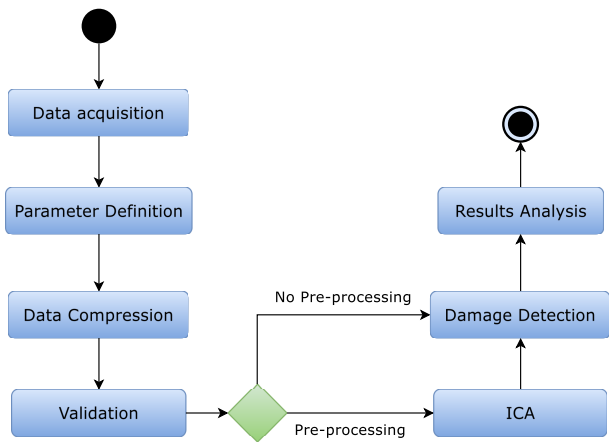 Data acquisition
Parameter Definition
Data Compression
Validation
No Pre-processing
Pre-processing
ICA
Damage Detection
Results Analysis